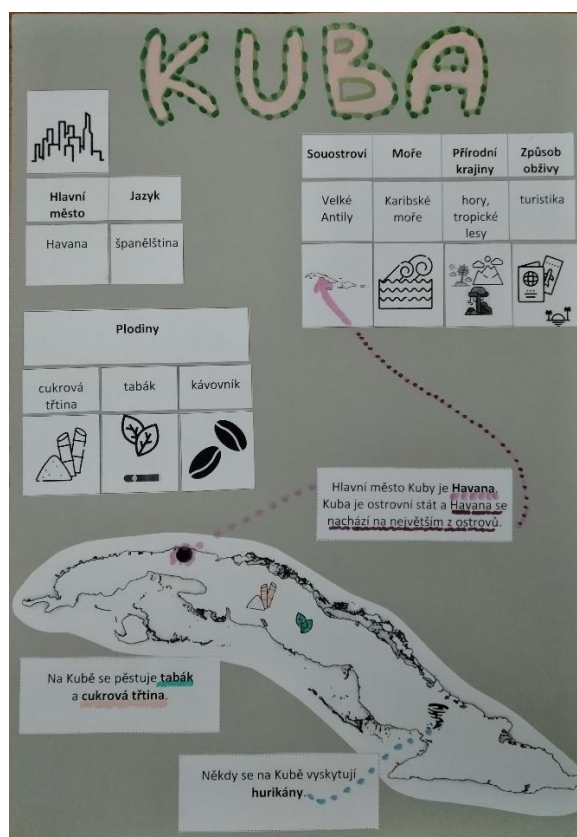 KUBA
Hlavní
město
Jazyk
Havana
španělština
Souostroví
Moře
Přírodní
krajiny
Způsob
obživy
Velké
Antily
Karibské
moře
hory,
tropické
lesy
turistika
Plodiny
cukrová
třtina
tabák
kávovník
Hlavní město Kuby je Havana.
Kuba je ostrovní stát a Havana se
nachází na největším z ostrovů.
Na Kubě se pěstuje tabák
a cukrová třtina.
Někdy se na Kubě vyskytují
hurikány.